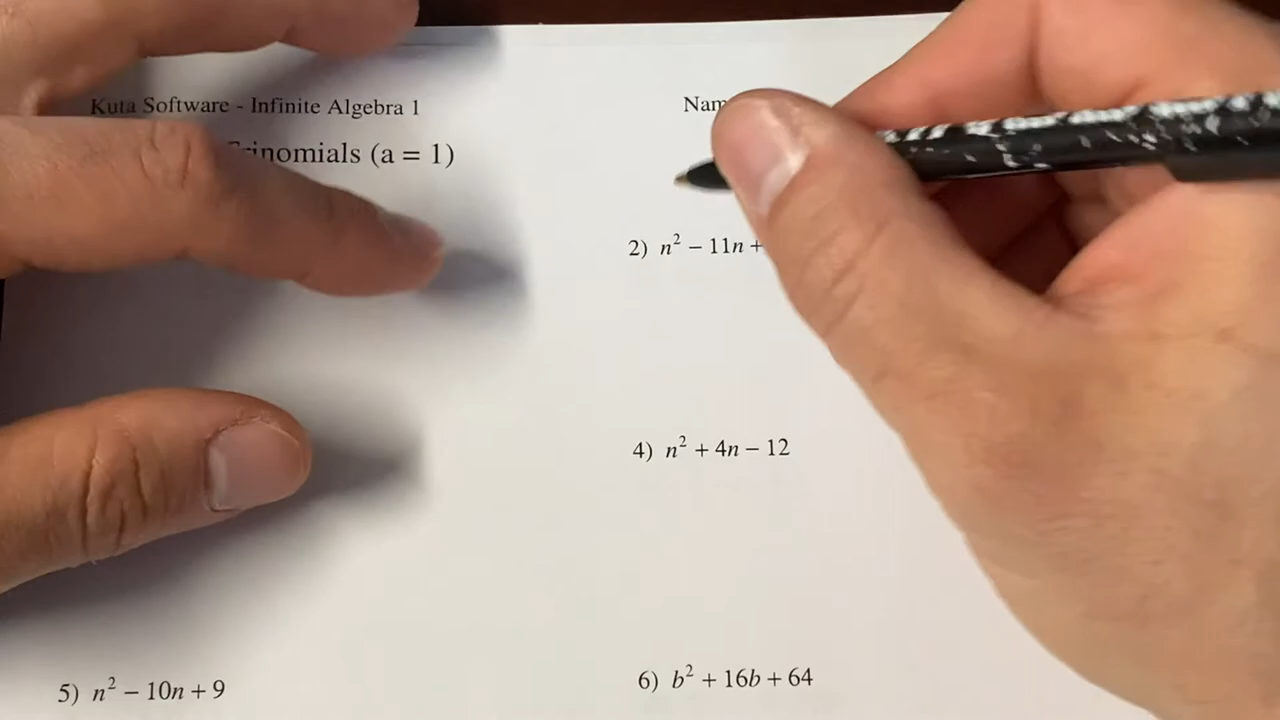 Kuta Software - Infinite Algebra 1
Nam
Trinomials (a = 1)
2) n² − 11n +
4) n² + 4n − 12
5) n² − 10n + 9
6) b² + 16b + 64